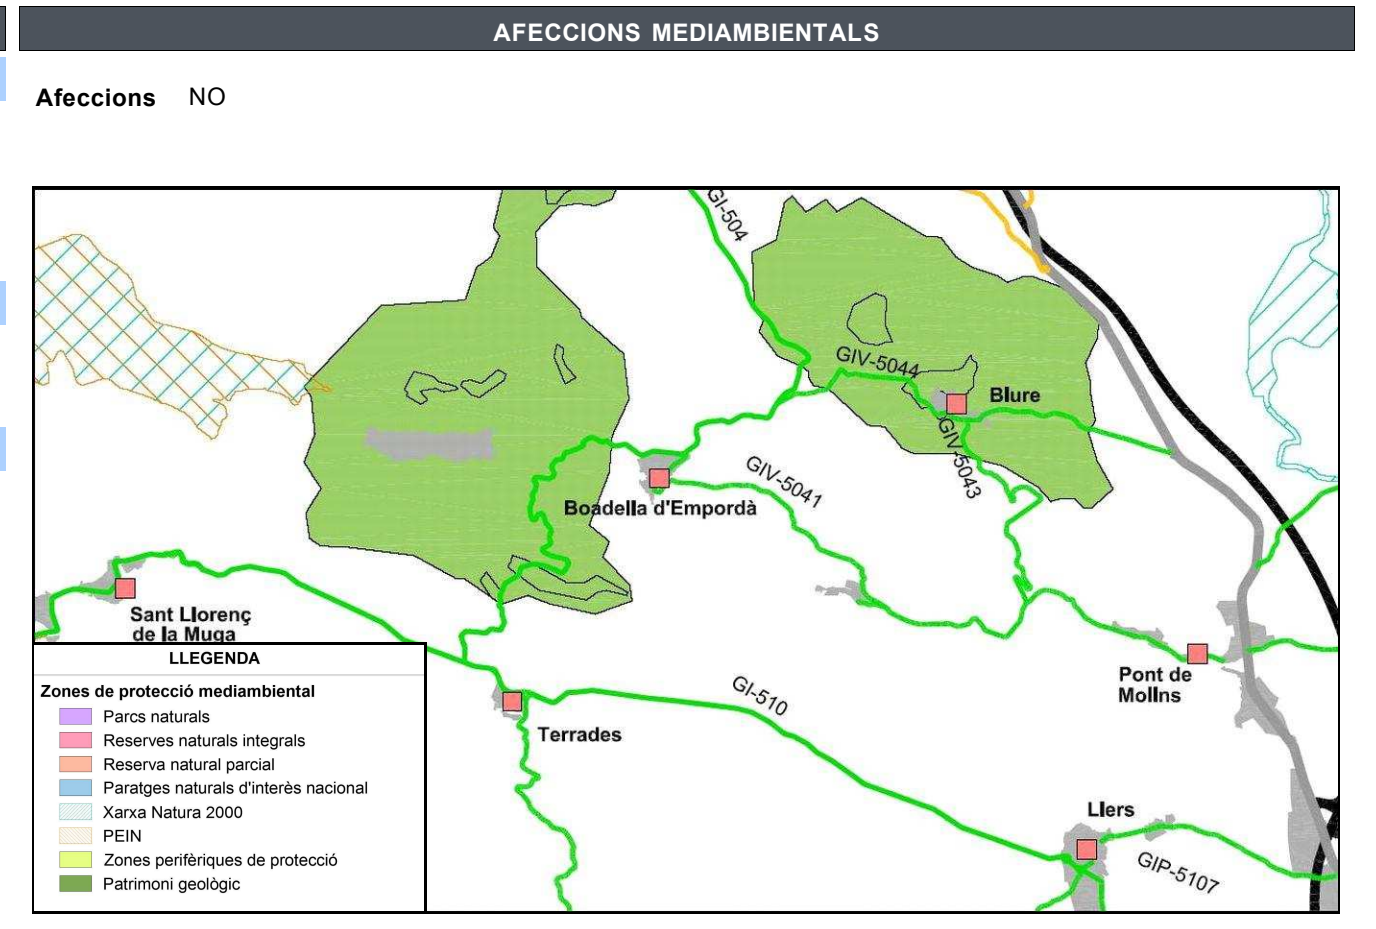 AFECCIONS MEDIAMBIENTALS
Afeccions NO
GI-504
GIV-5044
BIure
GIV-5043
GIV-5041
Boadella d'Empordà
Sant Llorenç
de la Muga
Pont de
Molins
GI-510
Terrades
Llers
GIP-5107
LLEGENDA
Zones de protecció mediambiental
Parcs naturals
Reserves naturals integrals
Reserva natural parcial
Paratges naturals d'interès nacional
Xarxa Natura 2000
PEIN
Zones perifèriques de protecció
Patrimoni geològic